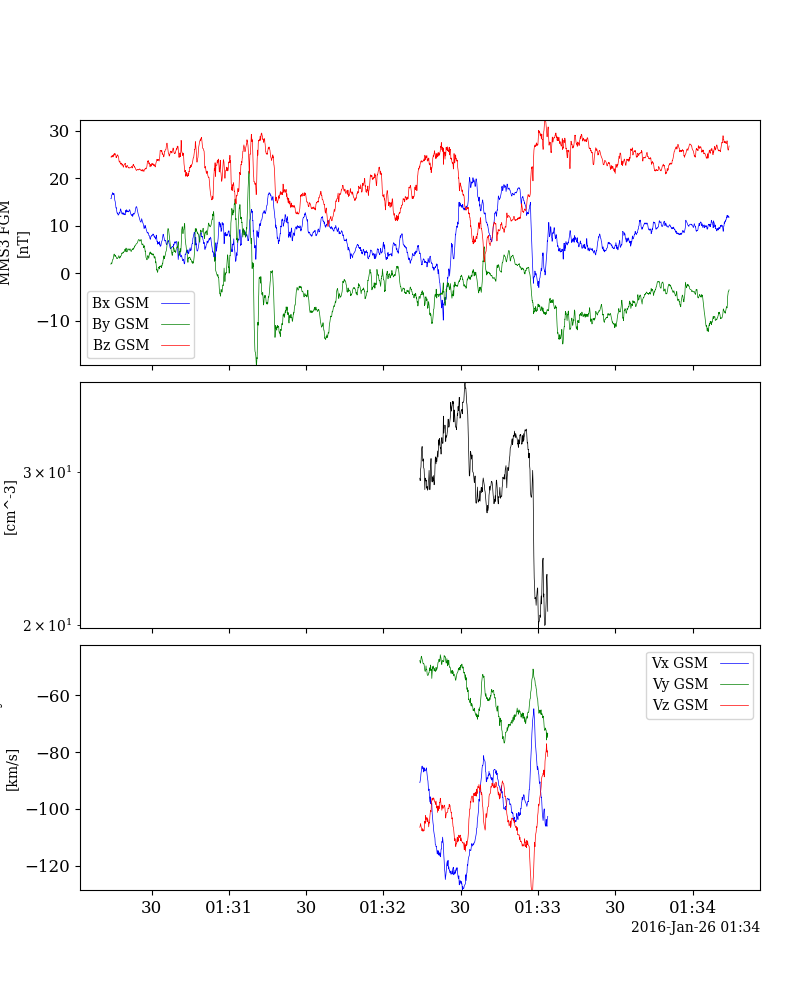 30
20
10
0
−10
MMS3 FGM
[nT]
Bx GSM
By GSM
Bz GSM
3 × 10¹
2 × 10¹
[cm^-3]
−60
−80
−100
−120
[km/s]
Vx GSM
Vy GSM
Vz GSM
30 01:31 30 01:32 30 01:33 30 01:34
2016-Jan-26 01:34